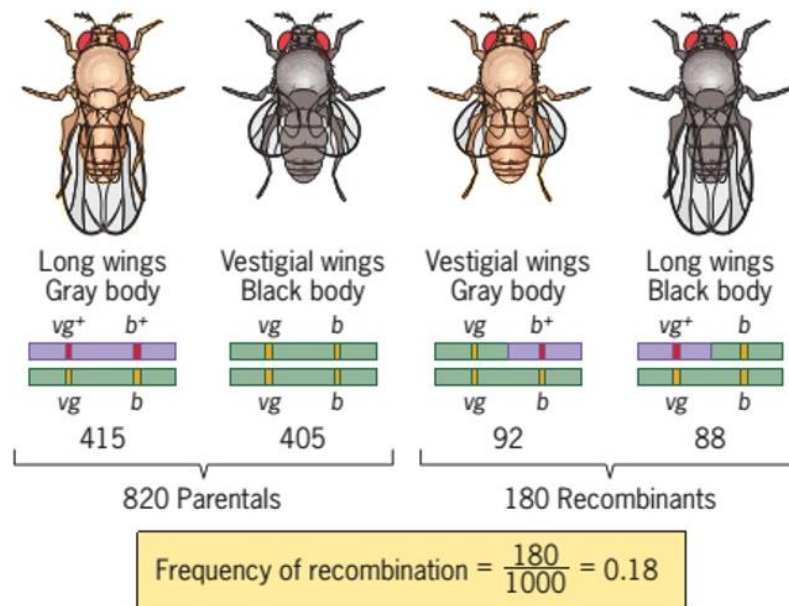 Long wings
Gray body
vg⁺ b⁺
vg b
415
Vestigial wings
Black body
vg b
vg b
405
Vestigial wings
Gray body
vg b⁺
vg b
92
Long wings
Black body
vg⁺ b
vg b
88
820 Parentals
180 Recombinants
Frequency of recombination = 180/1000 = 0.18